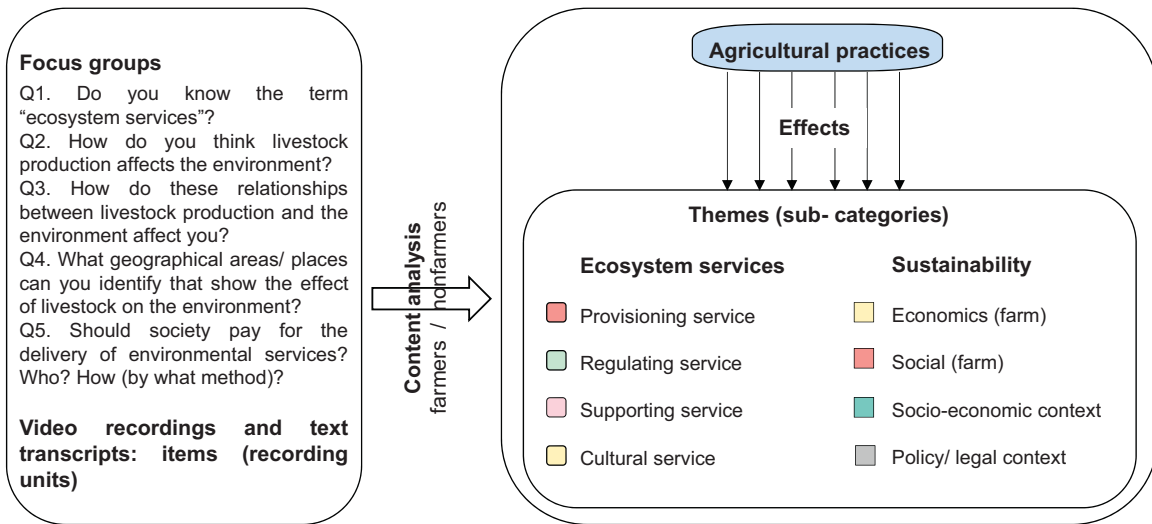 Focus groups
Q1. Do you know the term
“ecosystem services”?
Q2. How do you think livestock
production affects the environment?
Q3. How do these relationships
between livestock production and the
environment affect you?
Q4. What geographical areas/ places
can you identify that show the effect
of livestock on the environment?
Q5. Should society pay for the
delivery of environmental services?
Who? How (by what method)?
Video recordings and text
transcripts: items (recording
units)
Content analysis
farmers / nonfarmers
Agricultural practices
Effects
Themes (sub- categories)
Ecosystem services
Provisioning service
Regulating service
Supporting service
Cultural service
Sustainability
Economics (farm)
Social (farm)
Socio-economic context
Policy/ legal context